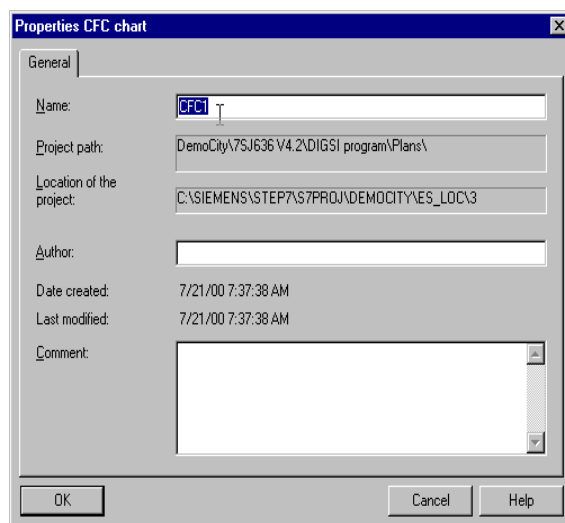 Properties CFC chart
General
Name:
CFC1
Project path:
DemoCity\7SJ636 V4.2\DIGSI program\Plans\
Location of the
project:
C:\SIEMENS\STEP7\S7PROJ\DEMOCITY\ES_LOC\3
Author:
Date created:
7/21/00 7:37:38 AM
Last modified:
7/21/00 7:37:38 AM
Comment:
OK
Cancel
Help